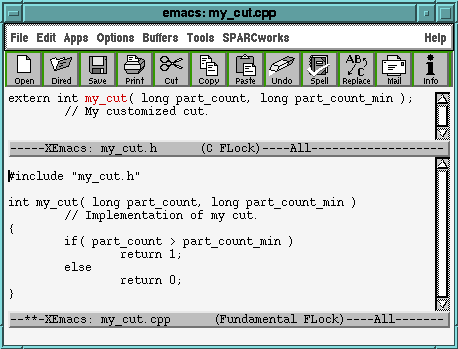 emacs: my_cut.cpp
File Edit Apps Options Buffers Tools SPARCworks Help
Open Dired Save Print Cut Copy Paste Undo Spell Replace Mail Info
extern int my_cut( long part_count, long part_count_min );
// My customized cut.
-----XEmacs: my_cut.h (C FLock)----All----------------
#include "my_cut.h"
int my_cut( long part_count, long part_count_min )
// Implementation of my cut.
{
if( part_count > part_count_min )
return 1;
else
return 0;
}
--**-XEmacs: my_cut.cpp (Fundamental FLock)----All-------